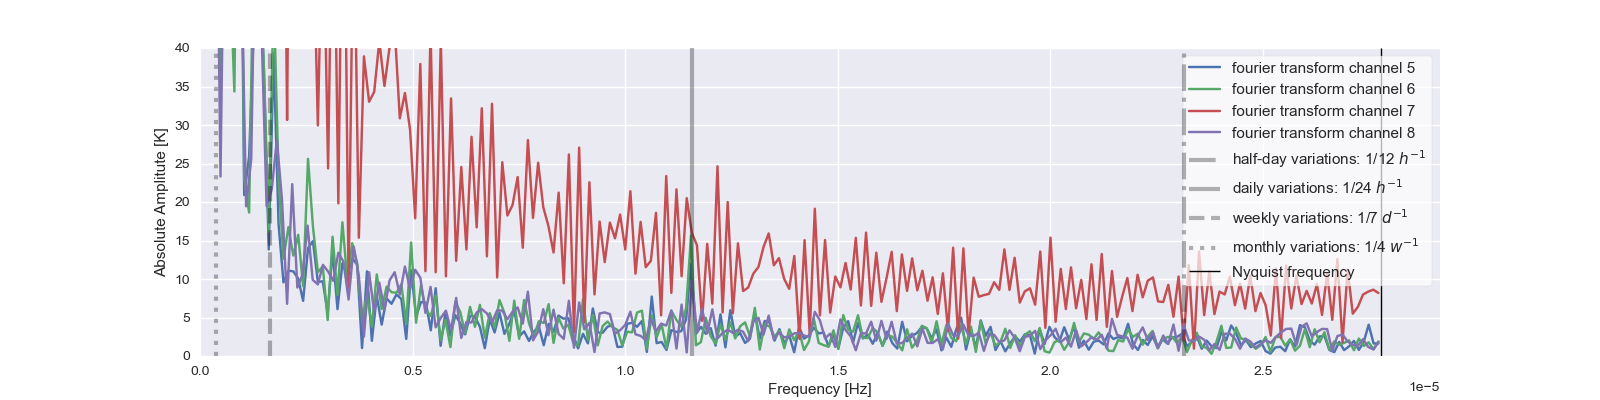 40
35
30
25
20
15
10
5
0
Absolute Amplitude [K]
fourier transform channel 5
fourier transform channel 6
fourier transform channel 7
fourier transform channel 8
half-day variations: 1/12 h⁻¹
daily variations: 1/24 h⁻¹
weekly variations: 1/7 d⁻¹
monthly variations: 1/4 w⁻¹
Nyquist frequency
0.0 0.5 1.0 1.5 2.0 2.5
1e−5
Frequency [Hz]